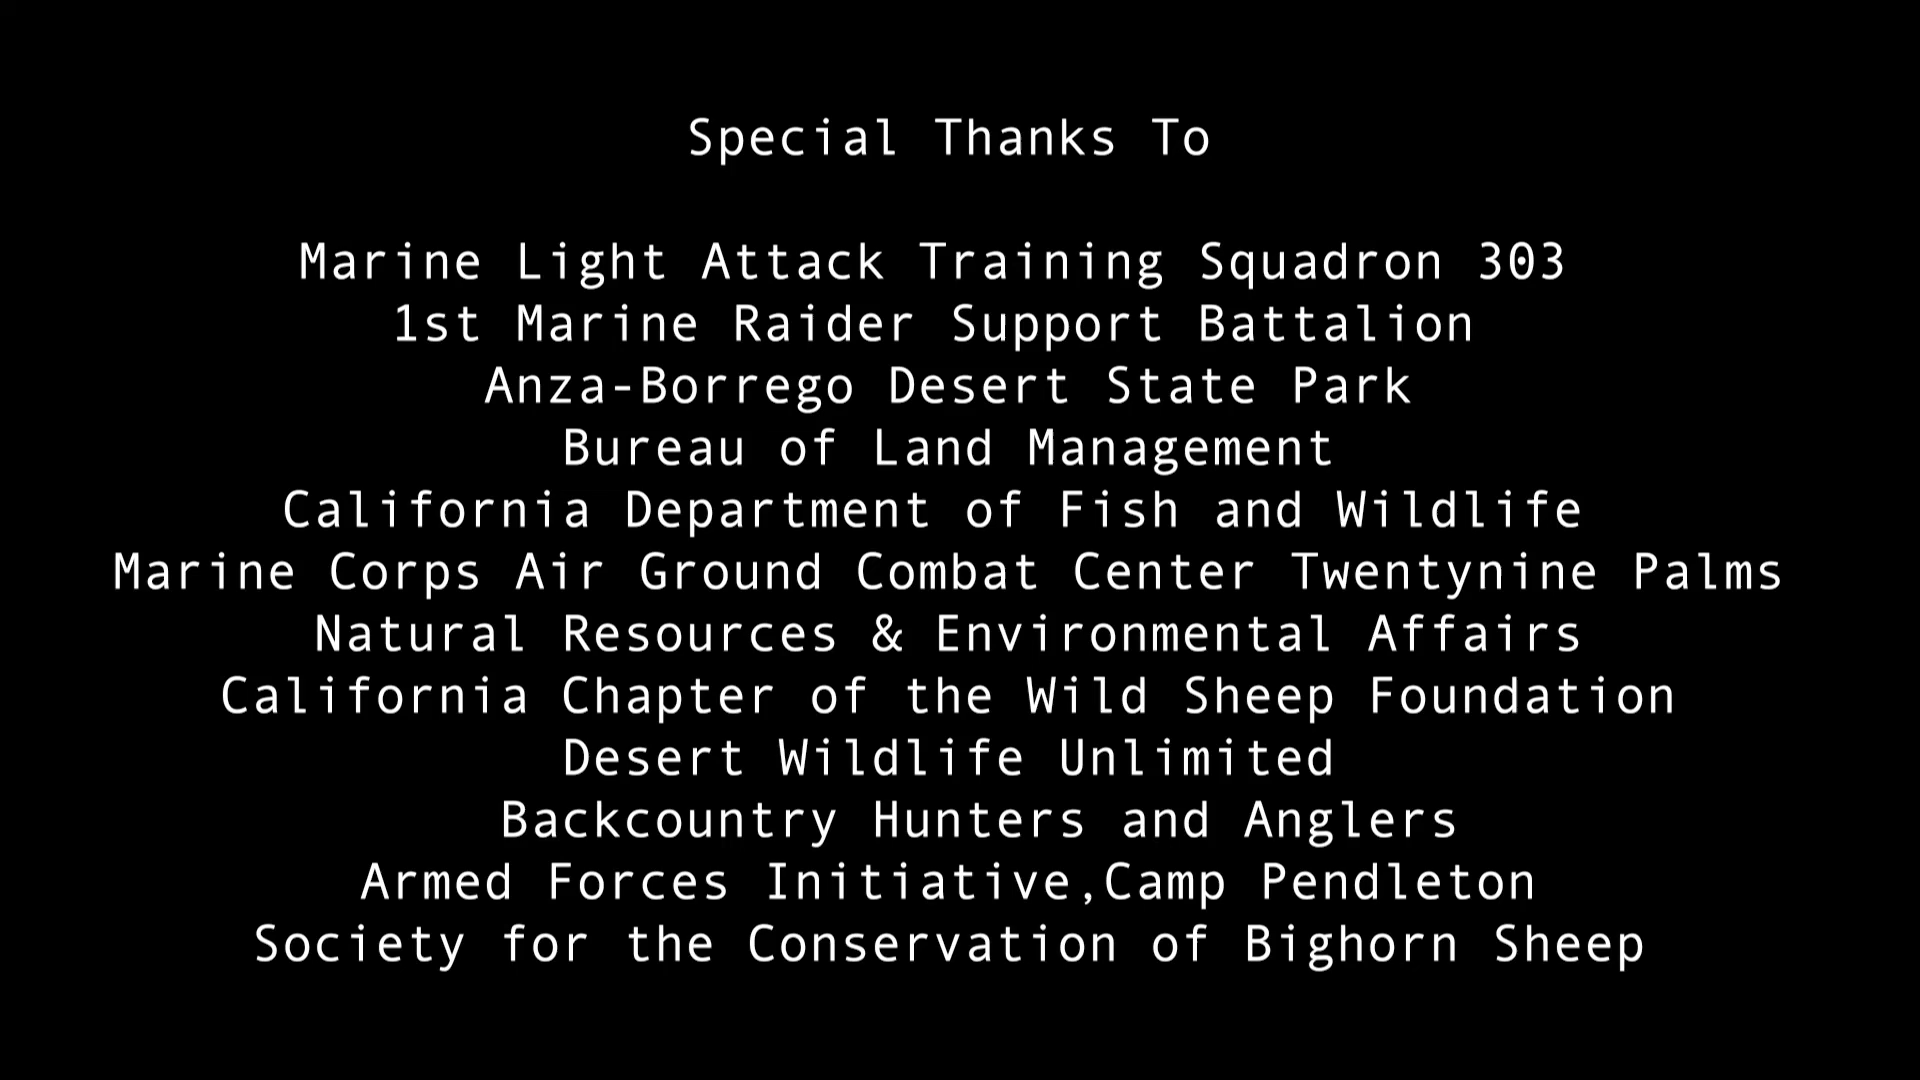 Special Thanks To
Marine Light Attack Training Squadron 303
1st Marine Raider Support Battalion
Anza-Borrego Desert State Park
Bureau of Land Management
California Department of Fish and Wildlife
Marine Corps Air Ground Combat Center Twentynine Palms
Natural Resources & Environmental Affairs
California Chapter of the Wild Sheep Foundation
Desert Wildlife Unlimited
Backcountry Hunters and Anglers
Armed Forces Initiative,Camp Pendleton
Society for the Conservation of Bighorn Sheep